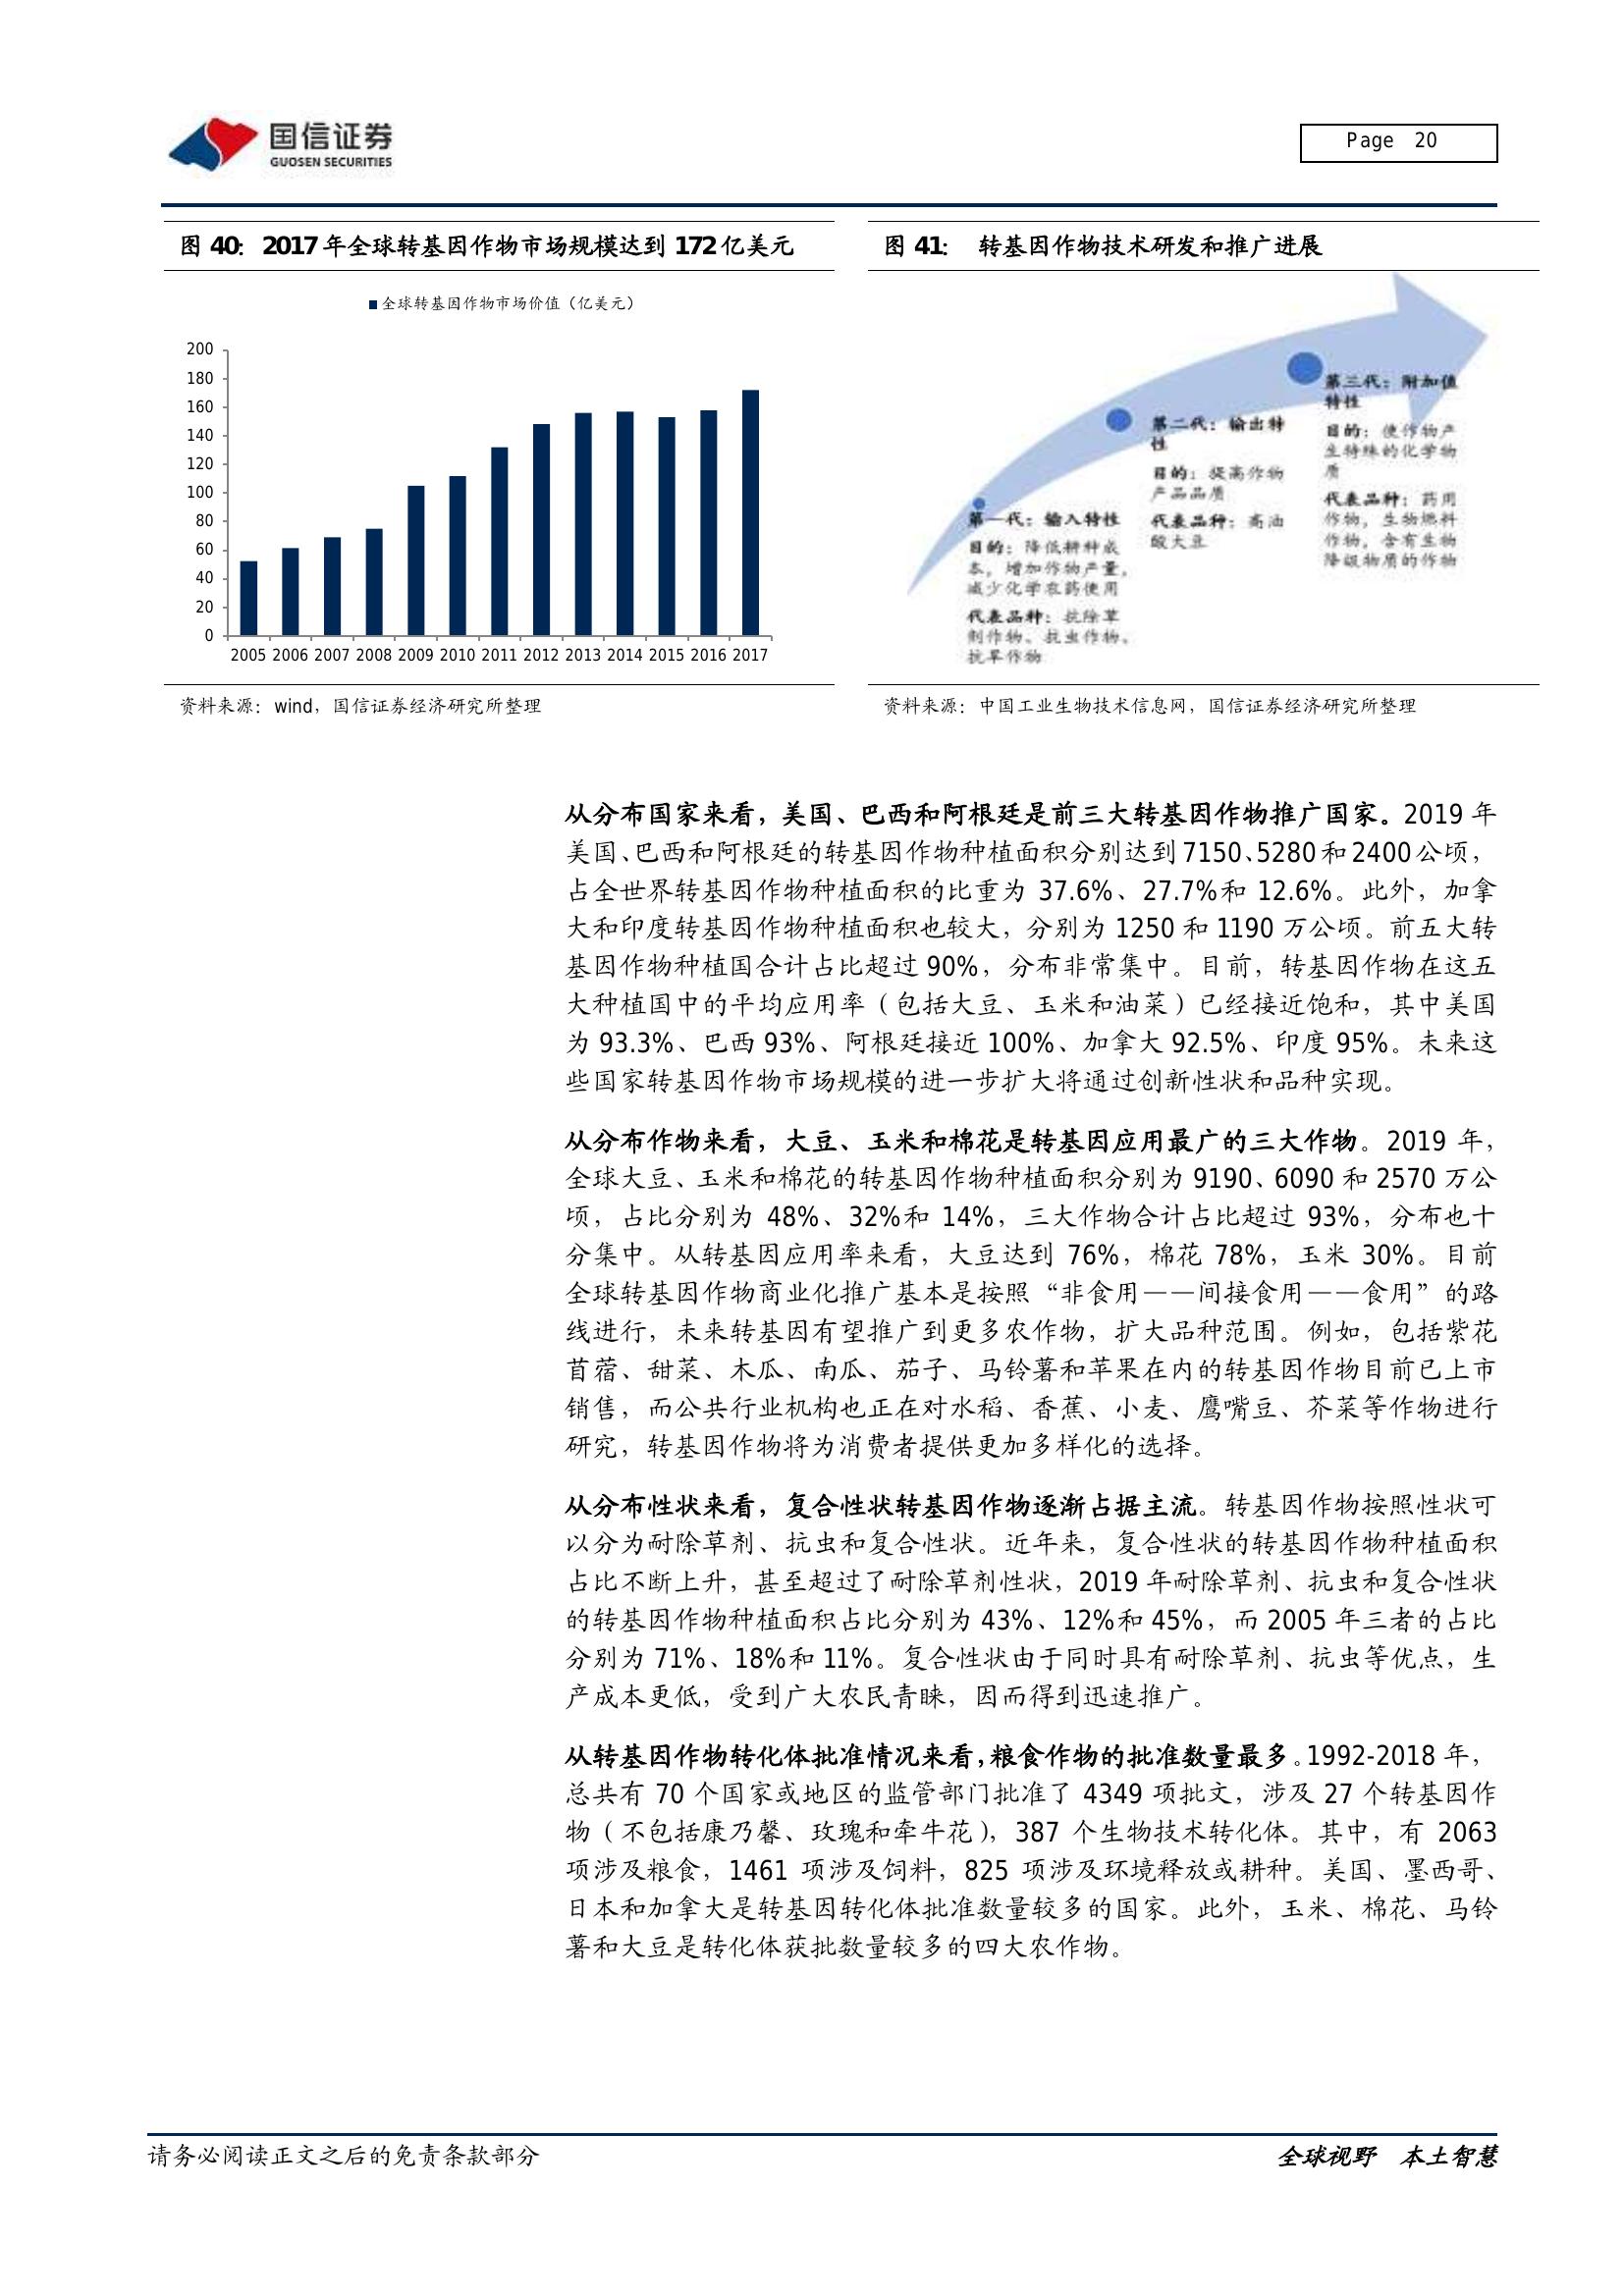 国信证券
GUOSEN SECURITIES
Page 20
图 40：2017 年全球转基因作物市场规模达到 172 亿美元
全球转基因作物市场价值（亿美元）
200
180
160
140
120
100
80
60
40
20
0
2005 2006 2007 2008 2009 2010 2011 2012 2013 2014 2015 2016 2017
资料来源：wind，国信证券经济研究所整理
图 41： 转基因作物技术研发和推广进展
第一代：输入特性
目的：降低耕种成
本，增加作物产量，
减少化学农药使用
代表品种：抗除草
剂作物、抗虫作物、
抗旱作物
第二代：输出特
性
目的：提高作物
产品品质
代表品种：高油
酸大豆
第三代：附加值
特性
目的：使作物产
生特殊的化学物
质
代表品种：药用
作物，生物燃料
作物，含有生物
降级物质的作物
资料来源：中国工业生物技术信息网，国信证券经济研究所整理
从分布国家来看，美国、巴西和阿根廷是前三大转基因作物推广国家。2019 年
美国、巴西和阿根廷的转基因作物种植面积分别达到 7150、5280 和 2400 公顷，
占全世界转基因作物种植面积的比重为 37.6%、27.7%和 12.6%。此外，加拿
大和印度转基因作物种植面积也较大，分别为 1250 和 1190 万公顷。前五大转
基因作物种植国合计占比超过 90%，分布非常集中。目前，转基因作物在这五
大种植国中的平均应用率（包括大豆、玉米和油菜）已经接近饱和，其中美国
为 93.3%、巴西 93%、阿根廷接近 100%、加拿大 92.5%、印度 95%。未来这
些国家转基因作物市场规模的进一步扩大将通过创新性状和品种实现。
从分布作物来看，大豆、玉米和棉花是转基因应用最广的三大作物。2019 年，
全球大豆、玉米和棉花的转基因作物种植面积分别为 9190、6090 和 2570 万公
顷，占比分别为 48%、32%和 14%，三大作物合计占比超过 93%，分布也十
分集中。从转基因应用率来看，大豆达到 76%，棉花 78%，玉米 30%。目前
全球转基因作物商业化推广基本是按照“非食用——间接食用——食用”的路
线进行，未来转基因有望推广到更多农作物，扩大品种范围。例如，包括紫花
苜蓿、甜菜、木瓜、南瓜、茄子、马铃薯和苹果在内的转基因作物目前已上市
销售，而公共行业机构也正在对水稻、香蕉、小麦、鹰嘴豆、芥菜等作物进行
研究，转基因作物将为消费者提供更加多样化的选择。
从分布性状来看，复合性状转基因作物逐渐占据主流。转基因作物按照性状可
以分为耐除草剂、抗虫和复合性状。近年来，复合性状的转基因作物种植面积
占比不断上升，甚至超过了耐除草剂性状，2019 年耐除草剂、抗虫和复合性状
的转基因作物种植面积占比分别为 43%、12%和 45%，而 2005 年三者的占比
分别为 71%、18%和 11%。复合性状由于同时具有耐除草剂、抗虫等优点，生
产成本更低，受到广大农民青睐，因而得到迅速推广。
从转基因作物转化体批准情况来看，粮食作物的批准数量最多。1992-2018 年，
总共有 70 个国家或地区的监管部门批准了 4349 项批文，涉及 27 个转基因作
物（不包括康乃馨、玫瑰和牵牛花），387 个生物技术转化体。其中，有 2063
项涉及粮食，1461 项涉及饲料，825 项涉及环境释放或耕种。美国、墨西哥、
日本和加拿大是转基因转化体批准数量较多的国家。此外，玉米、棉花、马铃
薯和大豆是转化体获批数量较多的四大农作物。
请务必阅读正文之后的免责条款部分
全球视野 本土智慧